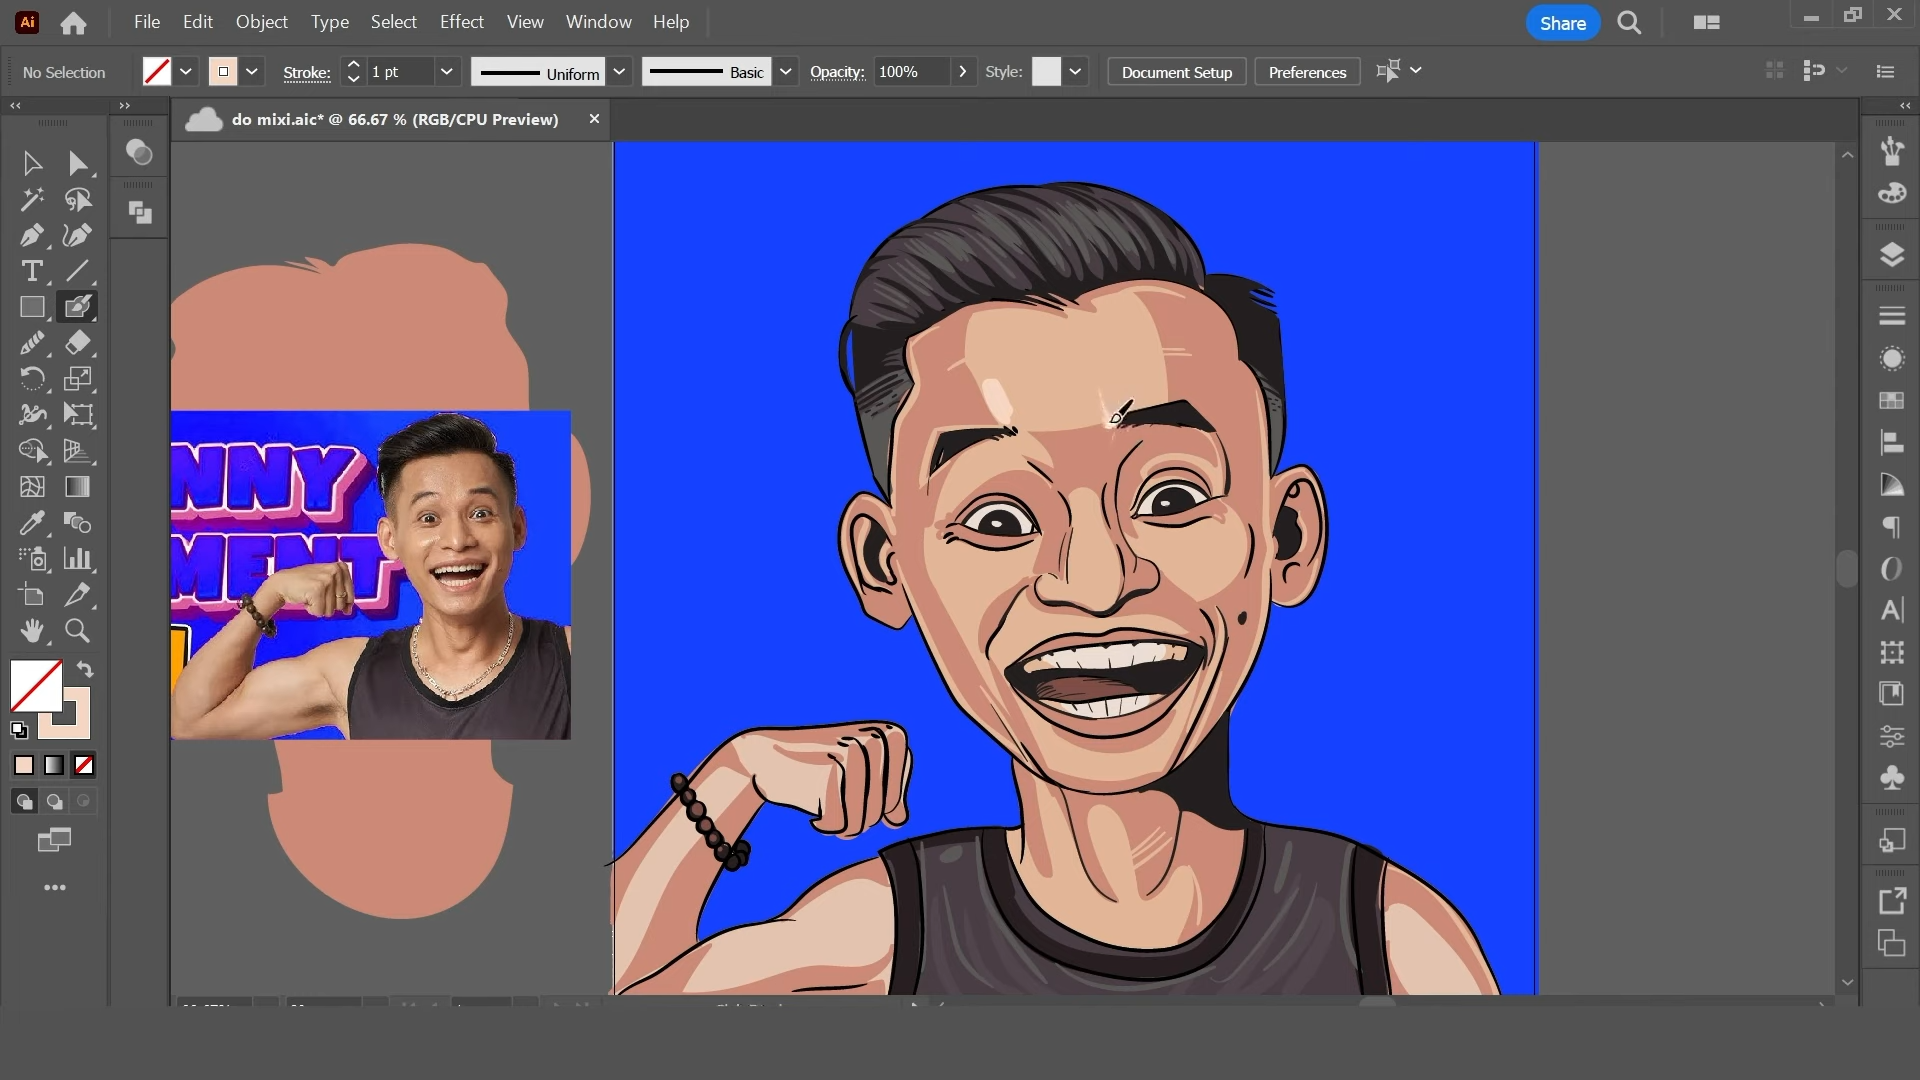 Ai File Edit Object Type Select Effect View Window Help Share
No Selection Stroke: 1 pt Uniform Basic Opacity: 100% Style: Document Setup Preferences
do mixi.aic* @ 66.67 % (RGB/CPU Preview)
NNY
MENT